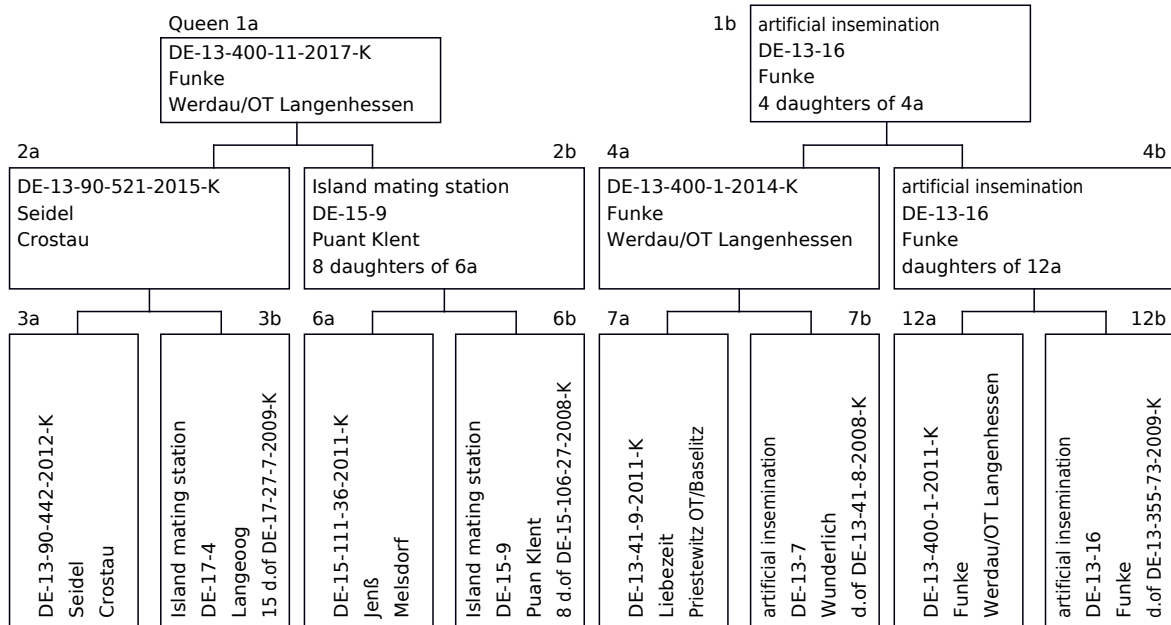 Queen 1a
DE-13-400-11-2017-K
Funke
Werdau/OT Langenhessen
1b
artificial insemination
DE-13-16
Funke
4 daughters of 4a
2a
DE-13-90-521-2015-K
Seidel
Crostau
2b
Island mating station
DE-15-9
Puant Klent
8 daughters of 6a
4a
DE-13-400-1-2014-K
Funke
Werdau/OT Langenhessen
4b
artificial insemination
DE-13-16
Funke
daughters of 12a
3a
DE-13-90-442-2012-K
Seidel
Crostau
3b
Island mating station
DE-17-4
Langeoog
15 d.of DE-17-27-7-2009-K
6a
DE-15-111-36-2011-K
Jenß
Melsdorf
6b
Island mating station
DE-15-9
Puan Klent
8 d.of DE-15-106-27-2008-K
7a
DE-13-41-9-2011-K
Liebezeit
Priestewitz OT/Baselitz
7b
artificial insemination
DE-13-7
Wunderlich
d.of DE-13-41-8-2008-K
12a
DE-13-400-1-2011-K
Funke
Werdau/OT Langenhessen
12b
artificial insemination
DE-13-16
Funke
d.of DE-13-355-73-2009-K